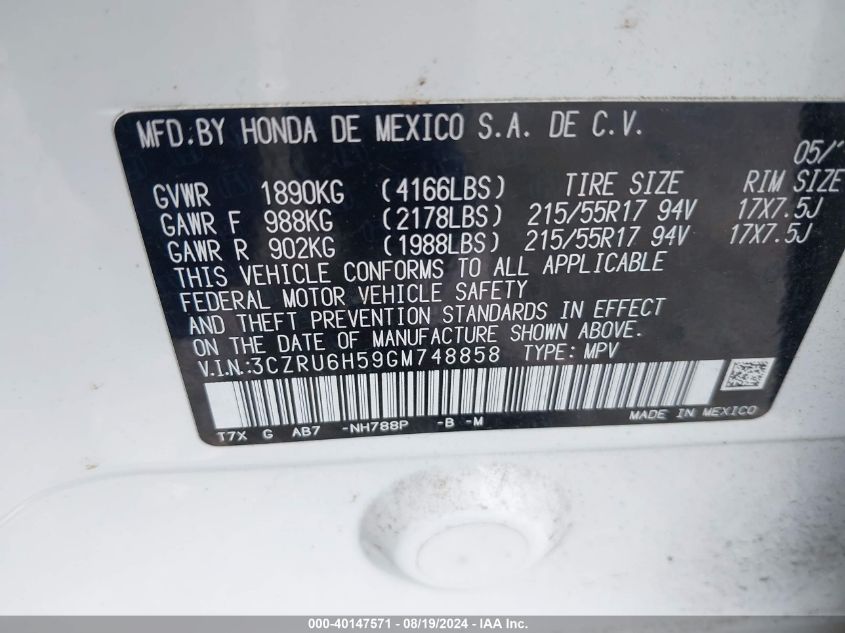 MFD.BY HONDA DE MEXICO S.A. DE C.V.
05/
GVWR 1890KG (4166LBS) TIRE SIZE RIM SIZE
GAWR F 988KG (2178LBS) 215/55R17 94V 17X7.5J
GAWR R 902KG (1988LBS) 215/55R17 94V 17X7.5J
THIS VEHICLE CONFORMS TO ALL APPLICABLE
FEDERAL MOTOR VEHICLE SAFETY
AND THEFT PREVENTION STANDARDS IN EFFECT
ON THE DATE OF MANUFACTURE SHOWN ABOVE.
V.I.N.:3CZRU6H59GM748858 TYPE: MPV
T7X G AB7 -NH788P -B -M
MADE IN MEXICO
000-40147571 - 08/19/2024 - IAA Inc.